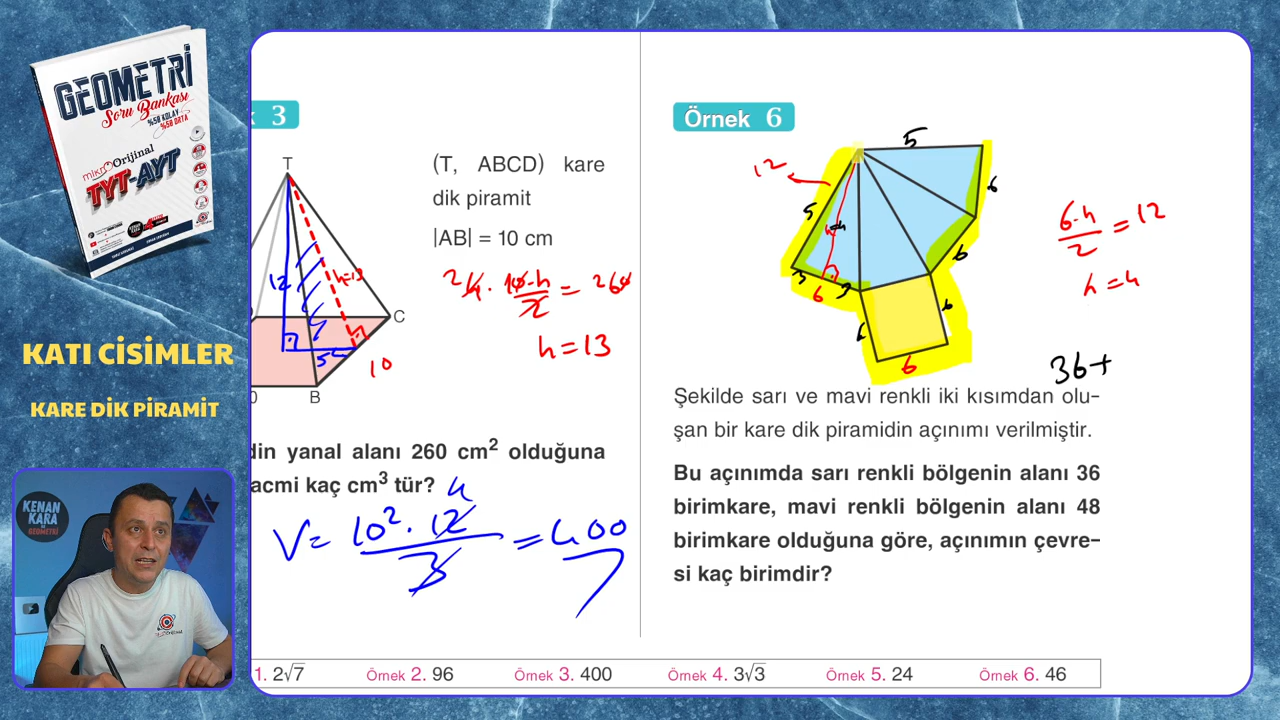 GEOMETRİ
Soru Bankası
%50 KOLAY
%50 ORTA
mikro Orijinal
TYT-AYT
KATI CİSİMLER
KARE DİK PİRAMİT
KENAN
KARA
GEOMETRİ
k 3
T
C
B
12
h=13
5
10
(T, ABCD) kare
dik piramit
|AB| = 10 cm
h=13
din yanal alanı 260 cm² olduğuna
acmi kaç cm³ tür?
V= 10² . 12 / 3 = 400
4
Örnek 6
5
12
5
6
6
3
3
6
6
6
6
6·h / 2 = 12
h=4
36+
Şekilde sarı ve mavi renkli iki kısımdan olu-
şan bir kare dik piramidin açınımı verilmiştir.
Bu açınımda sarı renkli bölgenin alanı 36
birimkare, mavi renkli bölgenin alanı 48
birimkare olduğuna göre, açınımın çevre-
si kaç birimdir?
1. 2√7 Örnek 2. 96 Örnek 3. 400 Örnek 4. 3√3 Örnek 5. 24 Örnek 6. 46